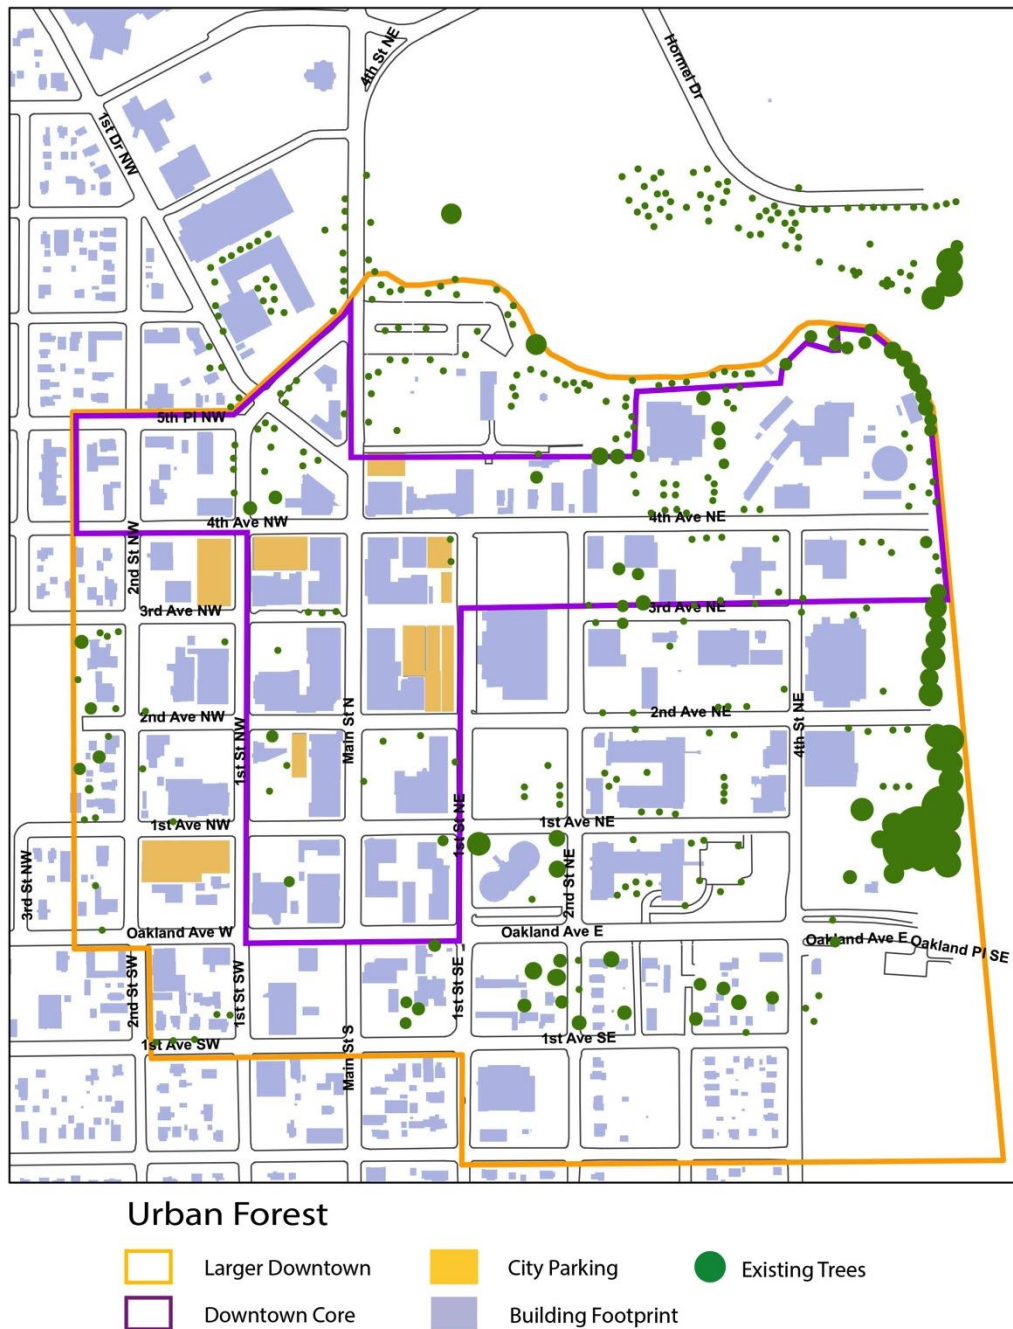 4th St NE
Hormel Dr
1st Dr NW
5th Pl NW
4th Ave NW
4th Ave NE
2nd St NW
3rd Ave NW
3rd Ave NE
2nd Ave NW
2nd Ave NE
1st St NW
Main St N
4th St NE
1st Ave NW
1st St NE
1st Ave NE
3rd St NW
2nd St NE
Oakland Ave W
Oakland Ave E
Oakland Ave E
Oakland Pl SE
2nd St SW
1st St SW
1st St SE
1st Ave SW
Main St S
1st Ave SE
Urban Forest
Larger Downtown
City Parking
Existing Trees
Downtown Core
Building Footprint